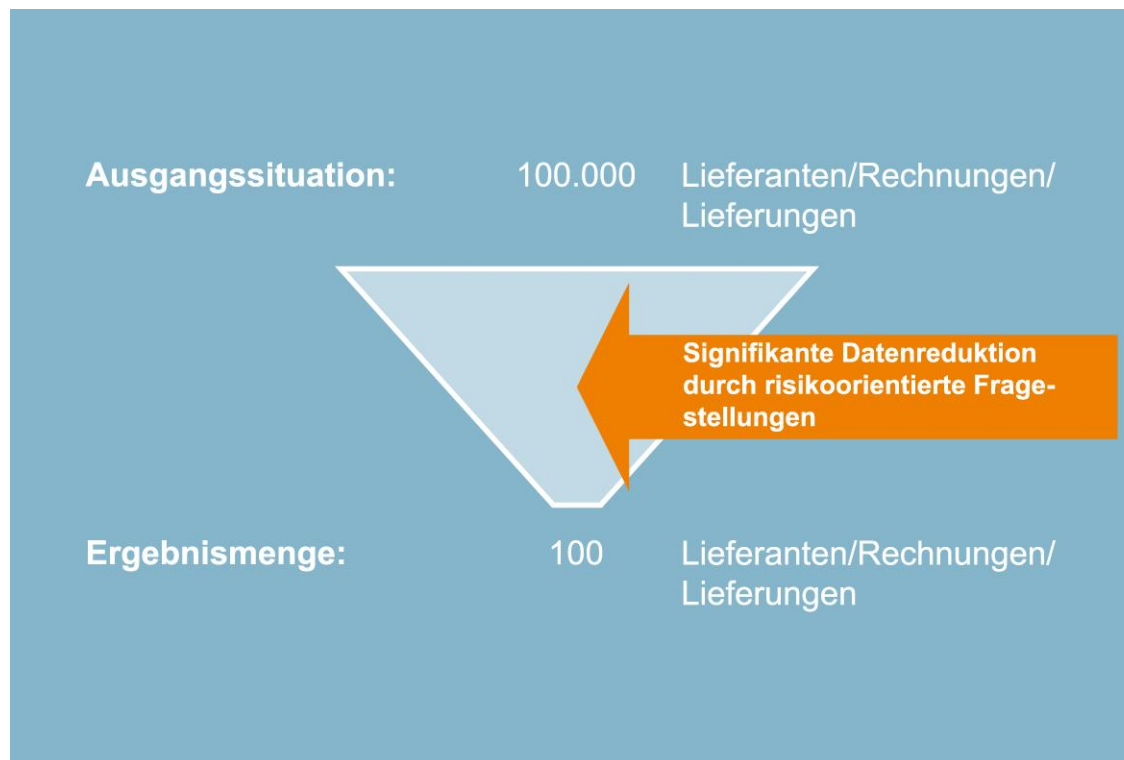 Ausgangssituation: 100.000 Lieferanten/Rechnungen/
Lieferungen
Signifikante Datenreduktion
durch risikoorientierte Frage-
stellungen
Ergebnismenge: 100 Lieferanten/Rechnungen/
Lieferungen